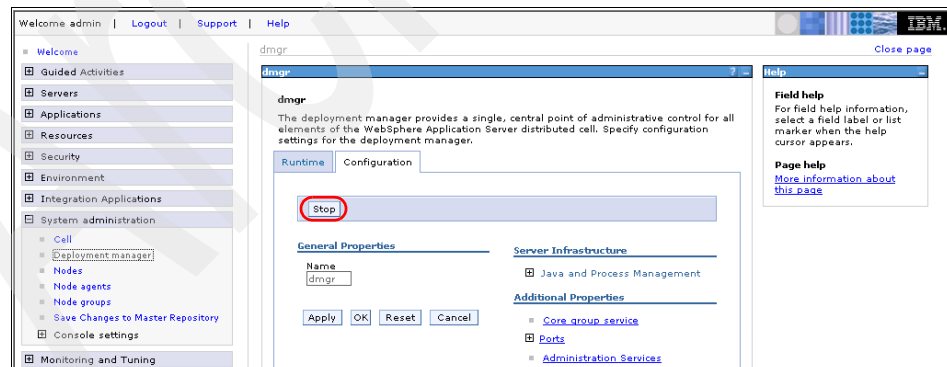 Welcome admin | Logout | Support | Help
IBM.
Welcome
Guided Activities
Servers
Applications
Resources
Security
Environment
Integration Applications
System administration
Cell
Deployment manager
Nodes
Node agents
Node groups
Save Changes to Master Repository
Console settings
Monitoring and Tuning
dmgr
Close page
dmgr
? -
dmgr
The deployment manager provides a single, central point of administrative control for all
elements of the WebSphere Application Server distributed cell. Specify configuration
settings for the deployment manager.
Runtime Configuration
Stop
General Properties
Name
dmgr
Apply OK Reset Cancel
Server Infrastructure
Java and Process Management
Additional Properties
Core group service
Ports
Administration Services
Help -
Field help
For field help information,
select a field label or list
marker when the help
cursor appears.
Page help
More information about
this page